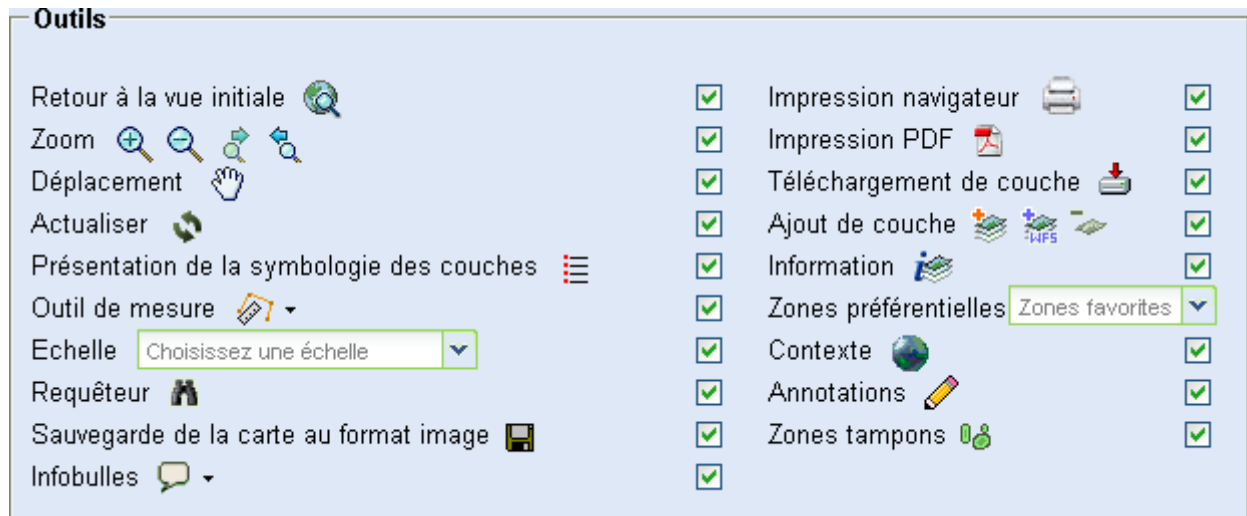 Outils
Retour à la vue initiale
Zoom
Déplacement
Actualiser
Présentation de la symbologie des couches
Outil de mesure
Echelle Choisissez une échelle
Requêteur
Sauvegarde de la carte au format image
Infobulles
Impression navigateur
Impression PDF
Téléchargement de couche
Ajout de couche WFS
Information
Zones préférentielles Zones favorites
Contexte
Annotations
Zones tampons